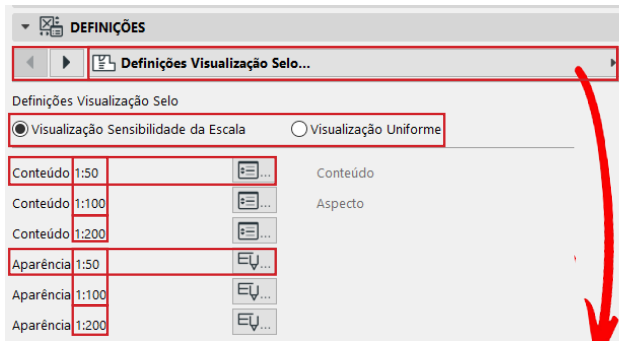 DEFINIÇÕES
Definições Visualização Selo...
Definições Visualização Selo
Visualização Sensibilidade da Escala Visualização Uniforme
Conteúdo 1:50 ... Conteúdo
Conteúdo 1:100 ... Aspecto
Conteúdo 1:200 ...
Aparência 1:50 ...
Aparência 1:100 ...
Aparência 1:200 ...